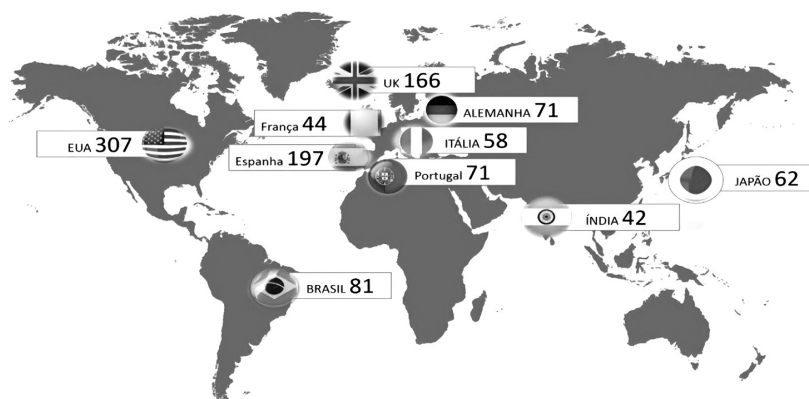 UK 166
ALEMANHA 71
França 44
EUA 307
ITÁLIA 58
Espanha 197
Portugal 71
JAPÃO 62
ÍNDIA 42
BRASIL 81